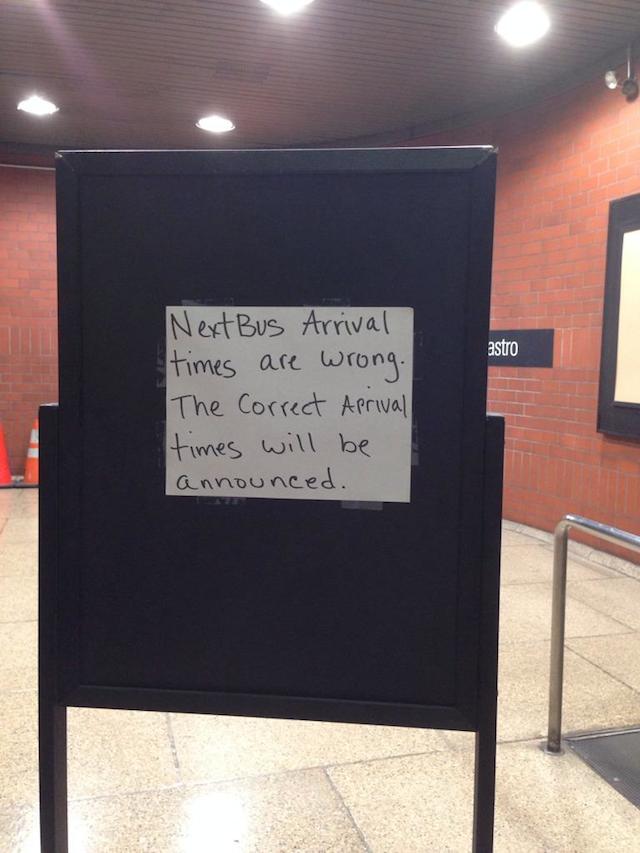 NextBus Arrival
times are wrong.
The Correct Arrival
times will be
announced.
astro